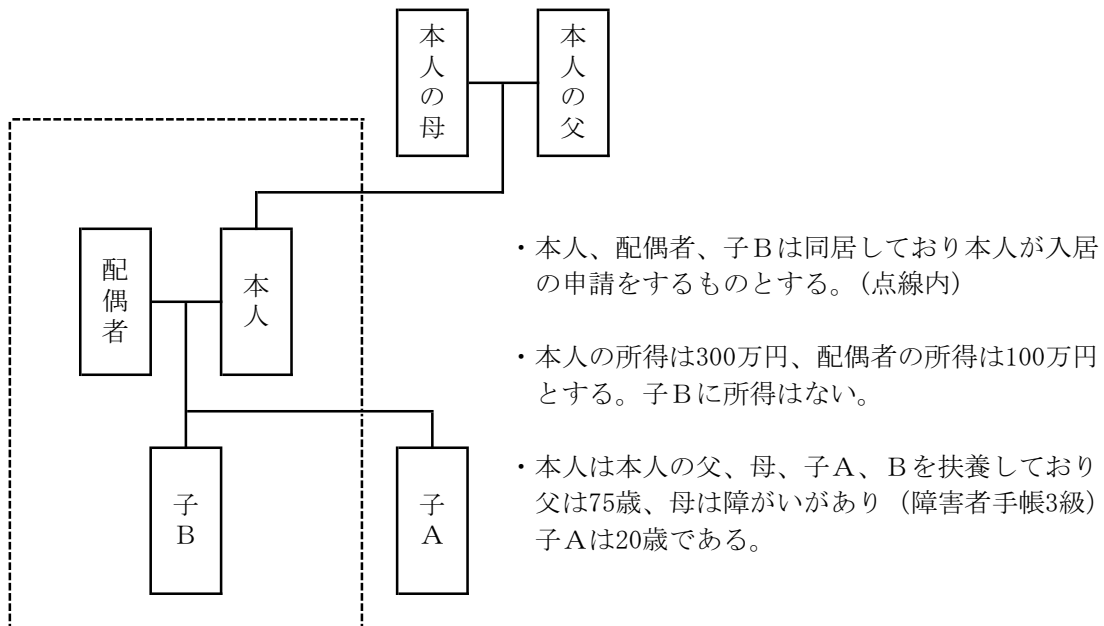 本人の母
本人の父
配偶者
本人
・本人、配偶者、子Ｂは同居しており本人が入居
の申請をするものとする。(点線内)
・本人の所得は300万円、配偶者の所得は100万円
とする。子Ｂに所得はない。
・本人は本人の父、母、子Ａ、Ｂを扶養しており
父は75歳、母は障がいがあり（障害者手帳3級）
子Ａは20歳である。
子Ｂ
子Ａ